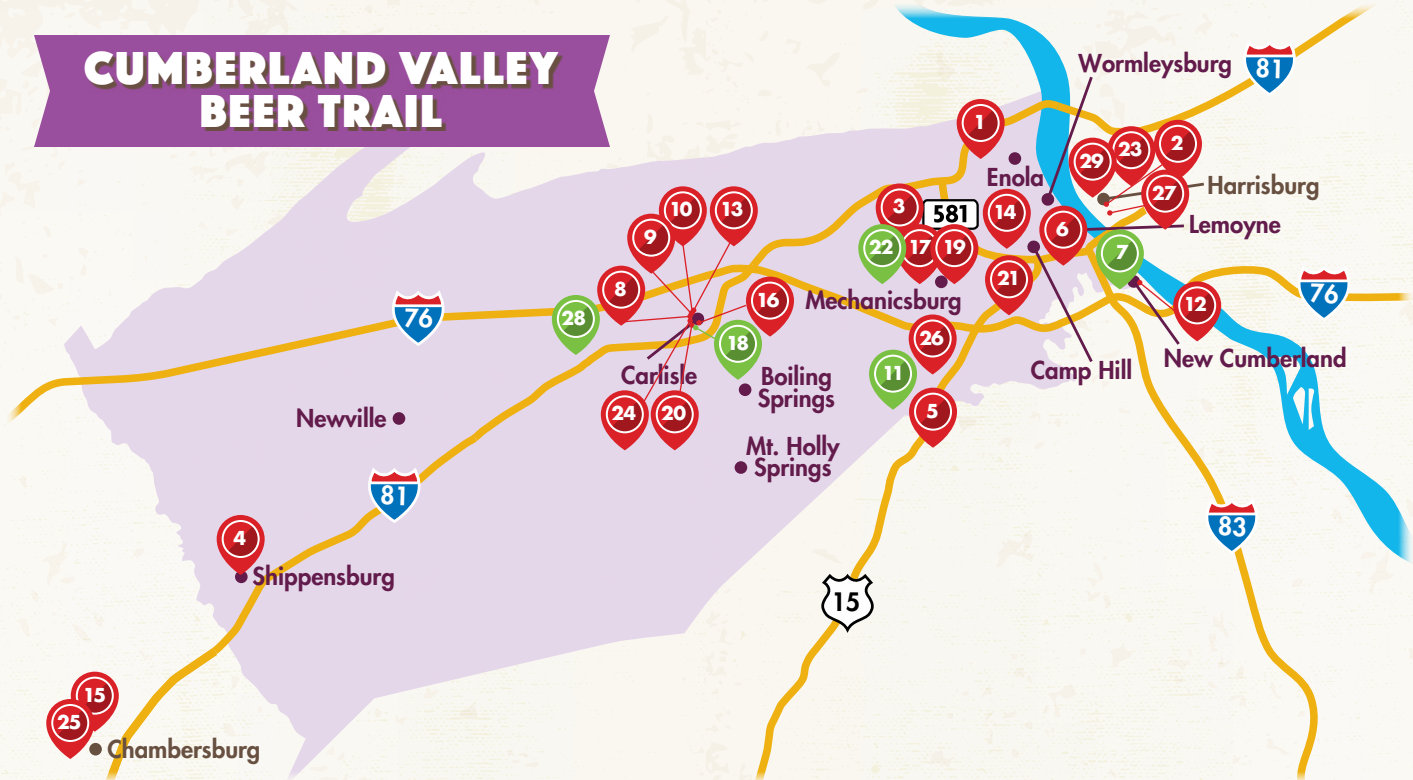 CUMBERLAND VALLEY
BEER TRAIL
Wormleysburg
81
1
2
23
29
Enola
27
Harrisburg
3
581
14
6
Lemoyne
10
13
9
22
17
19
7
8
21
Mechanicsburg
16
76
76
12
28
18
26
New Cumberland
Camp Hill
Carlisle
11
Boiling
Springs
24
20
5
Newville
Mt. Holly
Springs
81
83
4
Shippensburg
15
15
25
Chambersburg